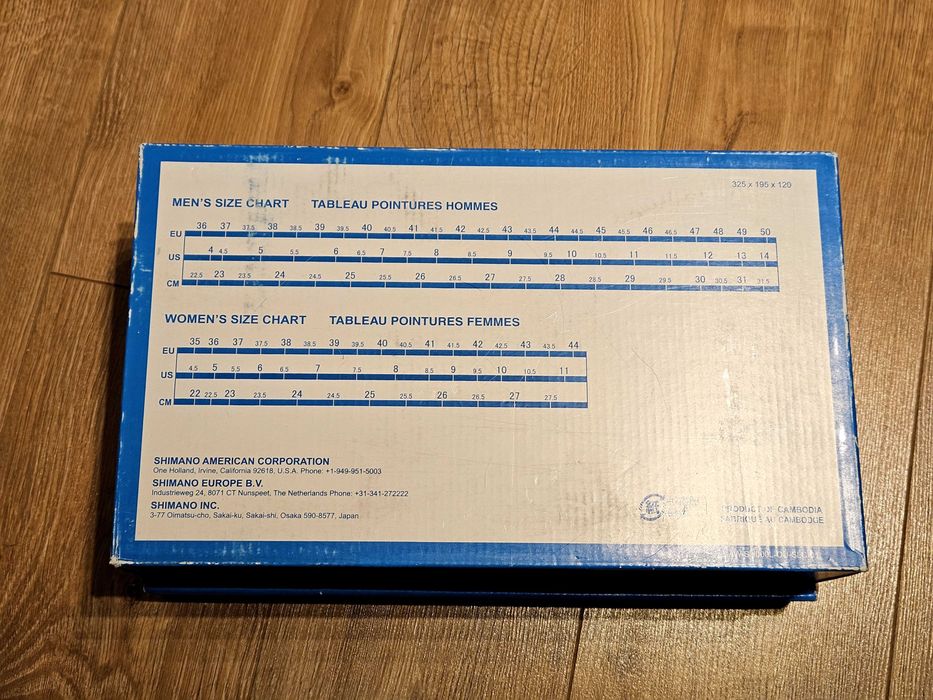 325 x 195 x 120
MEN'S SIZE CHART TABLEAU POINTURES HOMMES
EU 36 37 37.5 38 38.5 39 39.5 40 40.5 41 41.5 42 42.5 43 43.5 44 44.5 45 45.5 46 46.5 47 48 49 50
US 4 4.5 5 5.5 6 6.5 7 7.5 8 8.5 9 9.5 10 10.5 11 11.5 12 13 14
CM 22.5 23 23.5 24 24.5 25 25.5 26 26.5 27 27.5 28 28.5 29 29.5 30 30.5 31 31.5
WOMEN'S SIZE CHART TABLEAU POINTURES FEMMES
EU 35 36 37 37.5 38 38.5 39 39.5 40 40.5 41 41.5 42 42.5 43 43.5 44
US 4.5 5 5.5 6 6.5 7 7.5 8 8.5 9 9.5 10 10.5 11
CM 22 22.5 23 23.5 24 24.5 25 25.5 26 26.5 27 27.5
SHIMANO AMERICAN CORPORATION
One Holland, Irvine, California 92618, U.S.A. Phone: +1-949-951-5003
SHIMANO EUROPE B.V.
Industrieweg 24, 8071 CT Nunspeet, The Netherlands Phone: +31-341-272222
SHIMANO INC.
3-77 Oimatsu-cho, Sakai-ku, Sakai-shi, Osaka 590-8577, Japan
紙
PRODUCT OF CAMBODIA
FABRIQUÉ AU CAMBODGE